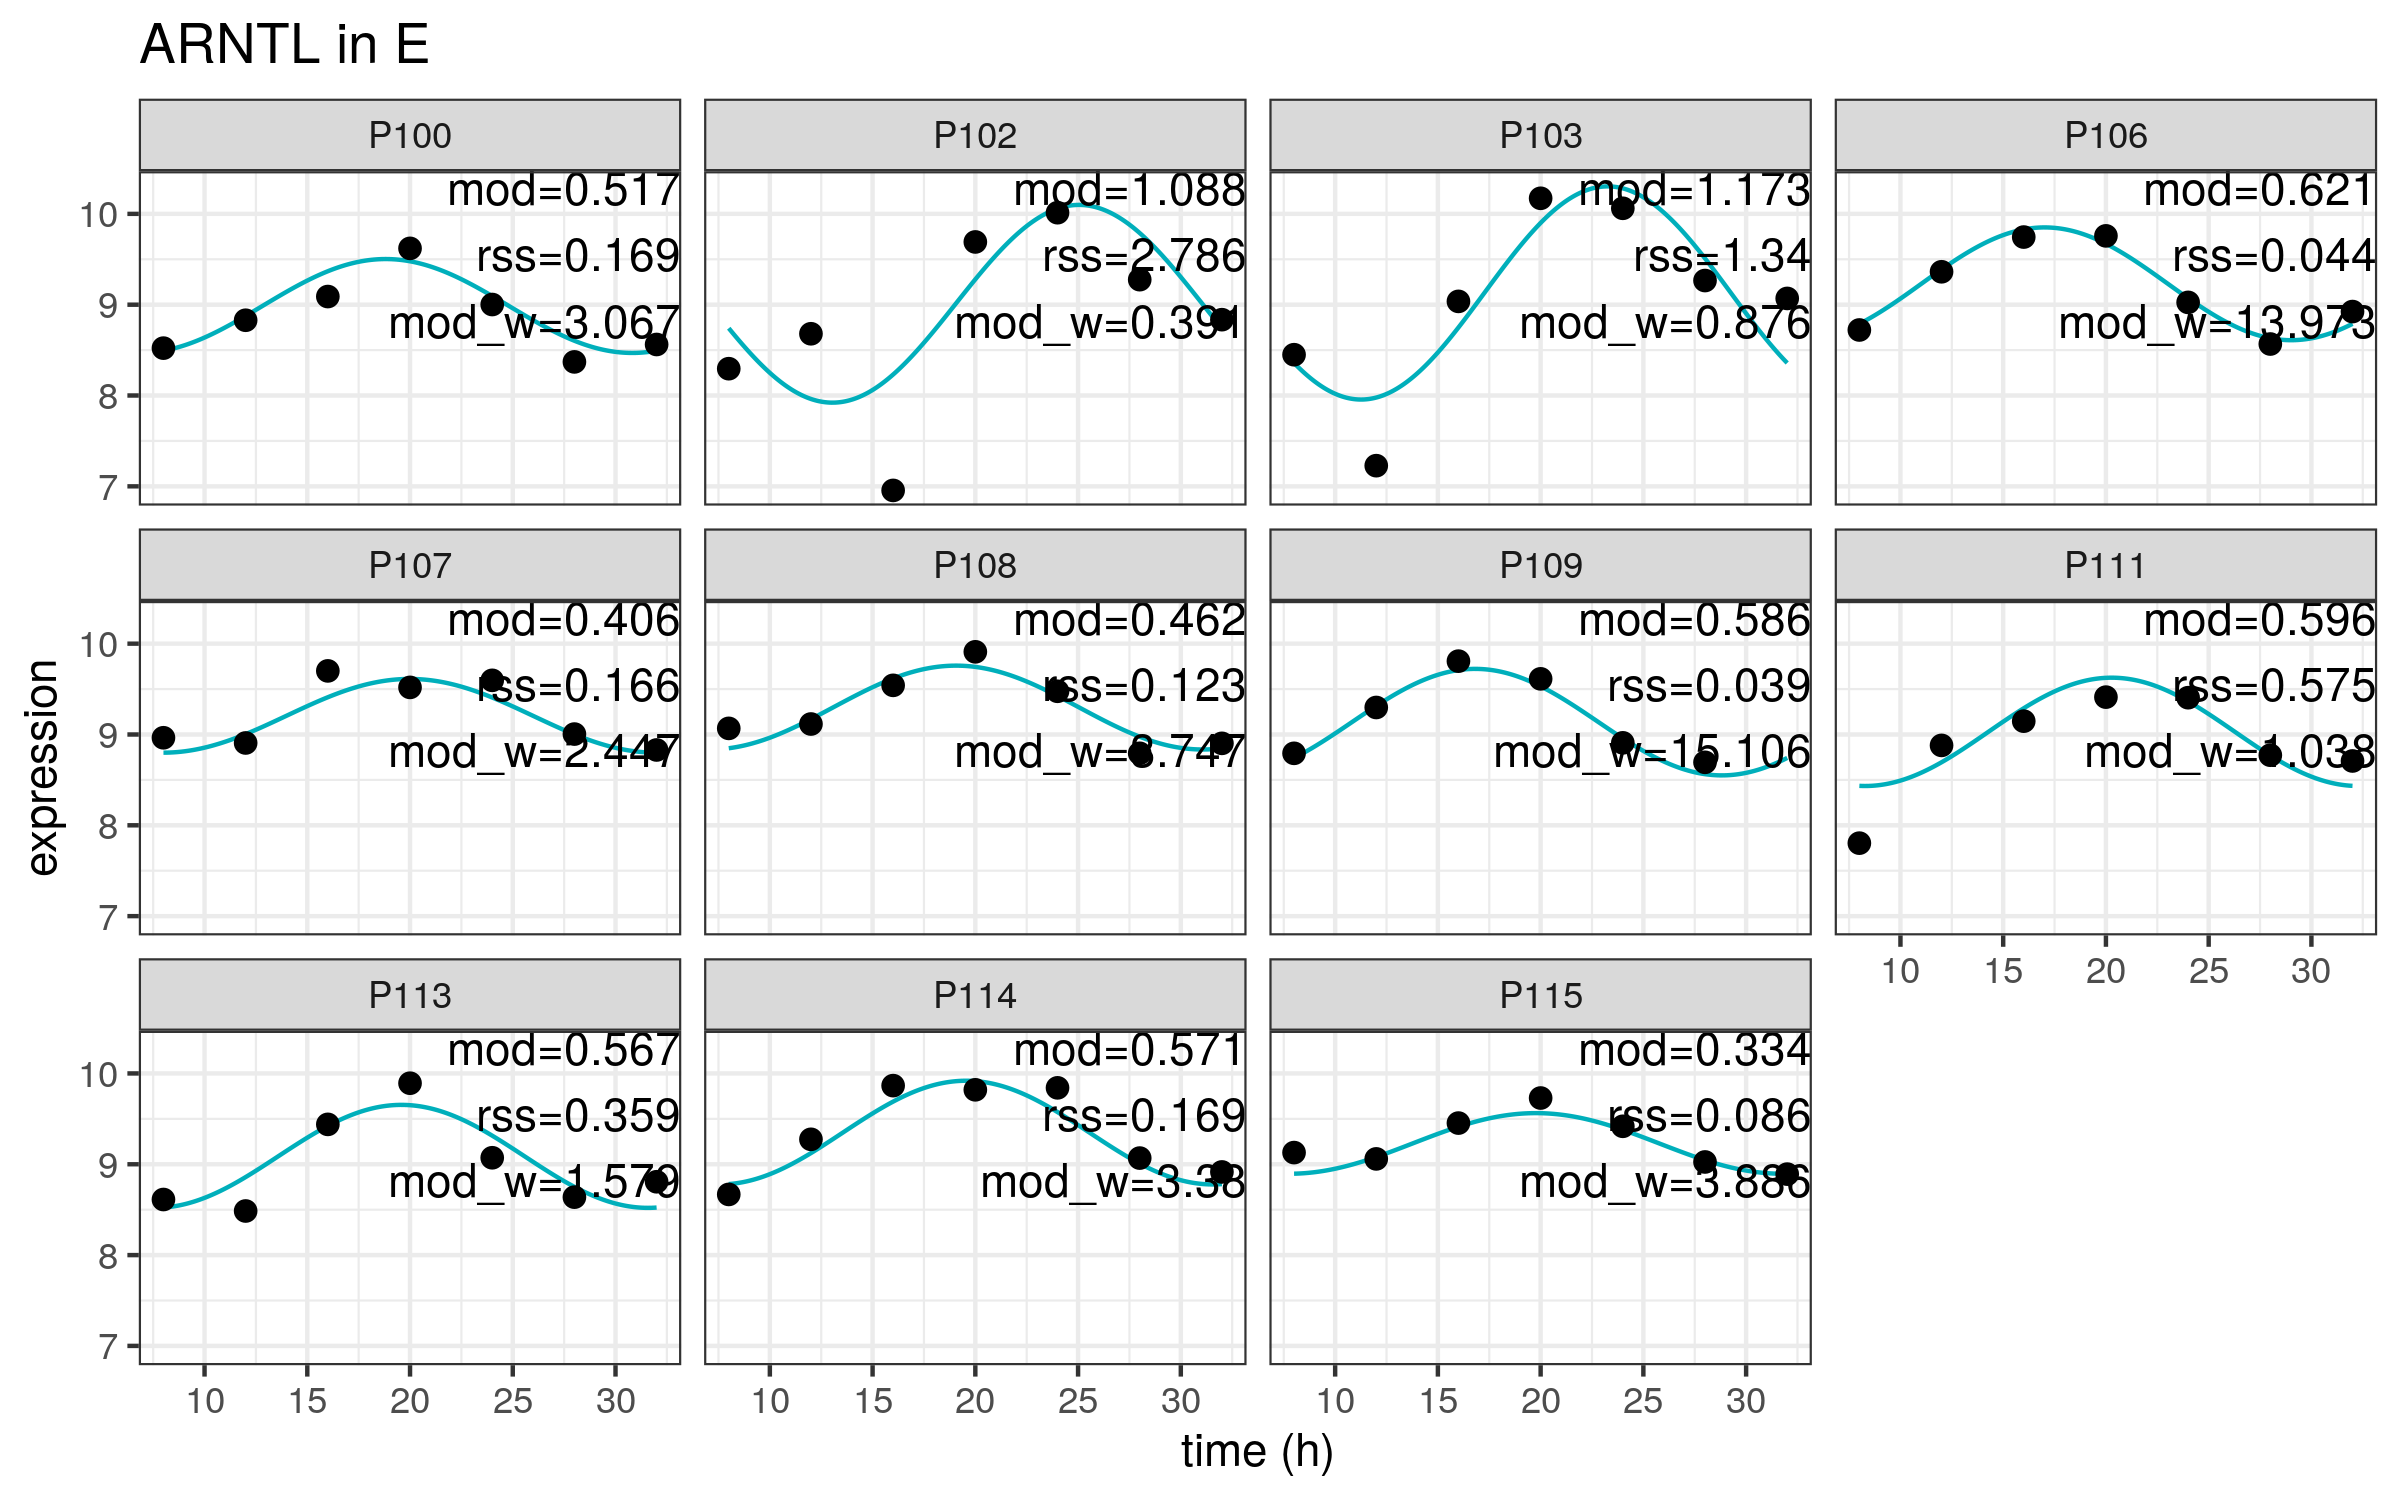 ARNTL in E
P100
P102
P103
P106
mod=0.517
rss=0.169
mod_w=3.067
mod=1.088
rss=2.786
mod_w=0.391
mod=1.173
rss=1.34
mod_w=0.876
mod=0.621
rss=0.044
mod_w=13.973
10
9
8
7
P107
P108
P109
P111
mod=0.406
rss=0.166
mod_w=2.447
mod=0.462
rss=0.123
mod_w=3.747
mod=0.586
rss=0.039
mod_w=15.106
mod=0.596
rss=0.575
mod_w=1.038
10
9
8
7
10 15 20 25 30
P113
P114
P115
mod=0.567
rss=0.359
mod_w=1.579
mod=0.571
rss=0.169
mod_w=3.38
mod=0.334
rss=0.086
mod_w=3.886
10
9
8
7
10 15 20 25 30
10 15 20 25 30
10 15 20 25 30
time (h)
expression